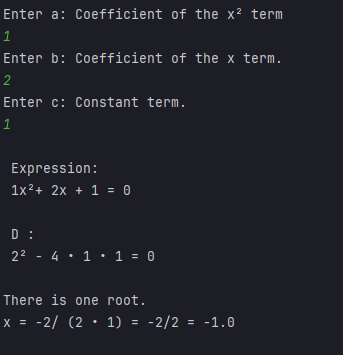 Enter a: Coefficient of the x² term
1
Enter b: Coefficient of the x term.
2
Enter c: Constant term.
1
Expression:
1x²+ 2x + 1 = 0
D :
2² - 4 · 1 · 1 = 0
There is one root.
x = -2/ (2 · 1) = -2/2 = -1.0